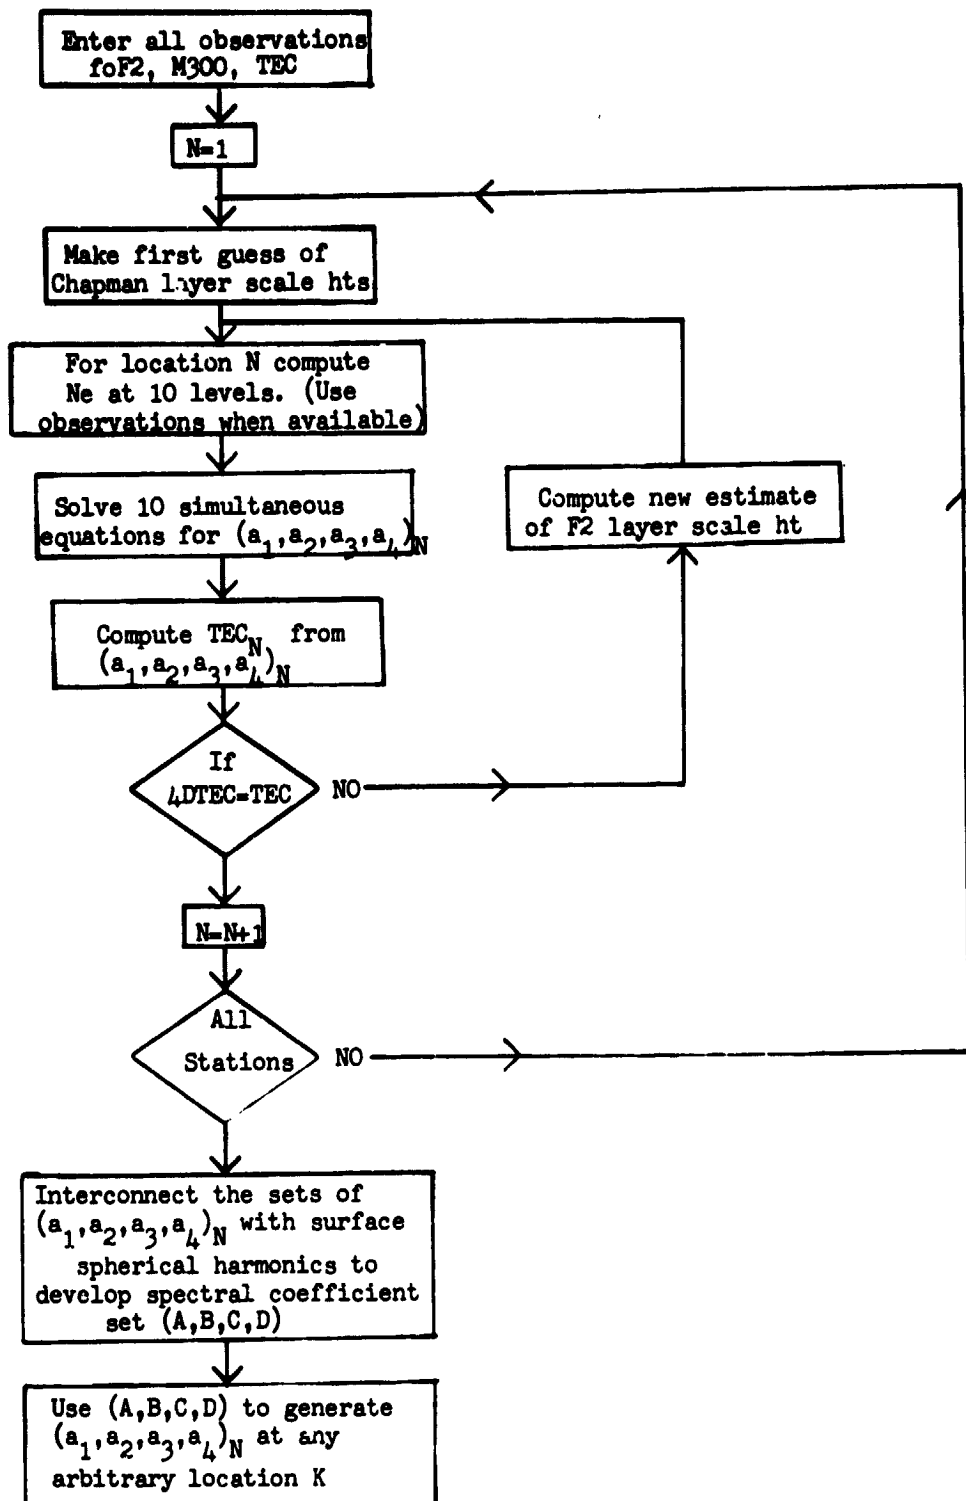 Enter all observations
foF2, M300, TEC
N=1
Make first guess of
Chapman layer scale hts
For location N compute
Ne at 10 levels. (Use
observations when available)
Solve 10 simultaneous
equations for (a₁,a₂,a₃,a₄)N
Compute TECN from
(a₁,a₂,a₃,a₄)N
If
4DTEC=TEC
NO
Compute new estimate
of F2 layer scale ht
N=N+1
All
Stations
NO
Interconnect the sets of
(a₁,a₂,a₃,a₄)N with surface
spherical harmonics to
develop spectral coefficient
set (A,B,C,D)
Use (A,B,C,D) to generate
(a₁,a₂,a₃,a₄)N at any
arbitrary location K